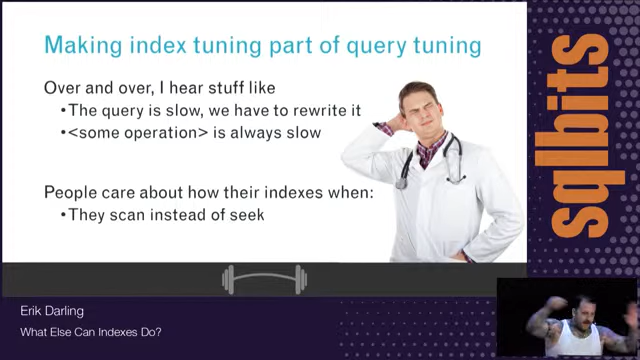 Making index tuning part of query tuning
Over and over, I hear stuff like
•The query is slow, we have to rewrite it
•<some operation> is always slow
People care about how their indexes when:
•They scan instead of seek
sqlbits
Erik Darling
What Else Can Indexes Do?